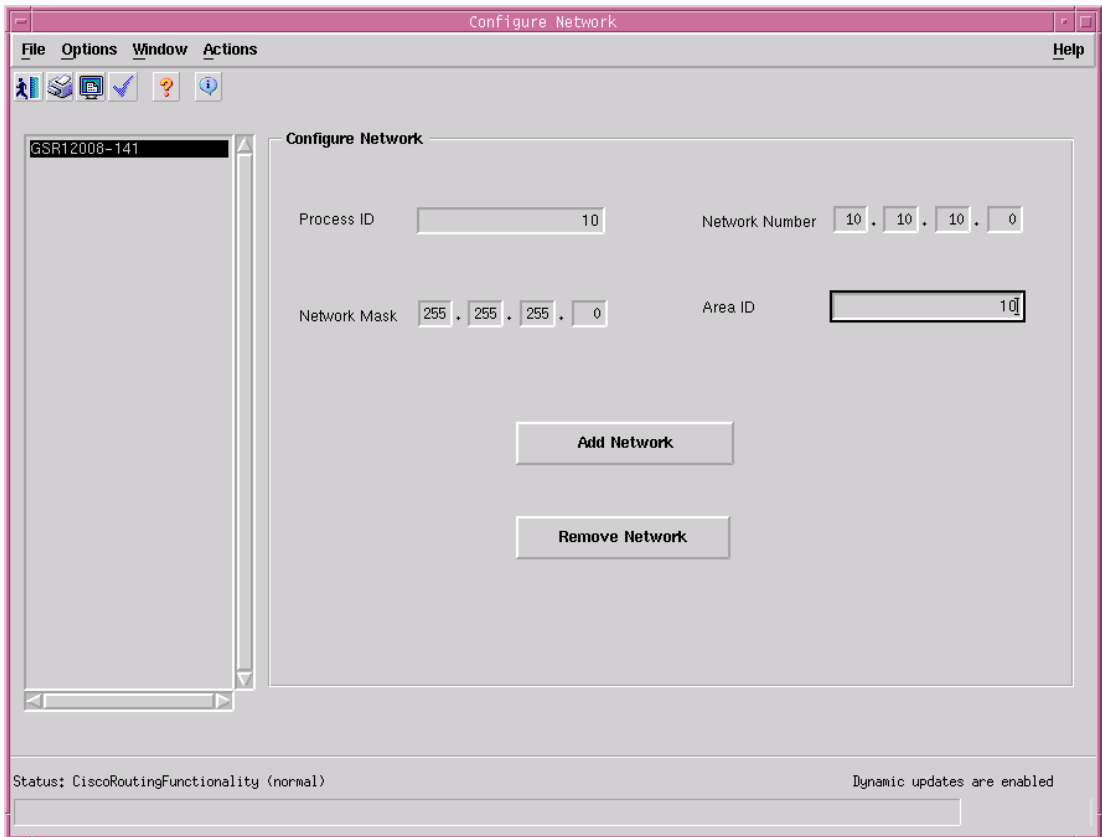 Configure Network
File Options Window Actions Help
GSR12008-141
Configure Network
Process ID 10 Network Number 10 . 10 . 10 . 0
Network Mask 255 . 255 . 255 . 0 Area ID 10
Add Network
Remove Network
Status: CiscoRoutingFunctionality (normal) Dynamic updates are enabled